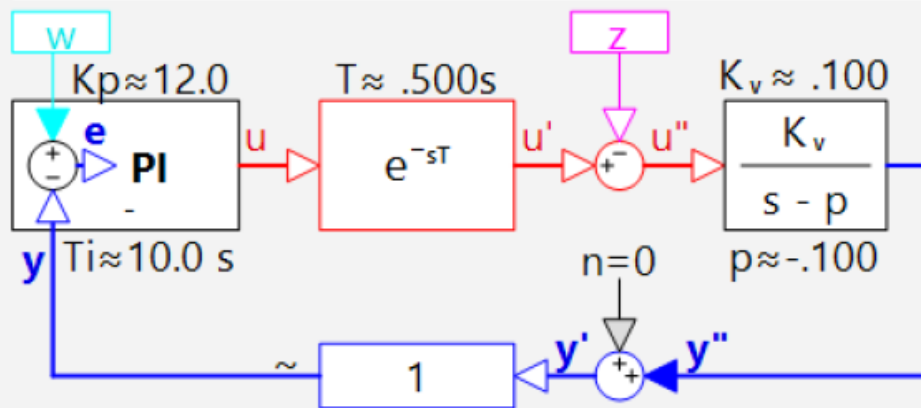 w
z
Kp≈12.0
T≈ .500s
Kᵥ≈ .100
+
−
e
PI
-
u
e⁻ˢᵀ
u'
+
−
u"
Kᵥ
s - p
y
Ti≈10.0 s
n=0
p≈-.100
~
1
y'
+
+
y"